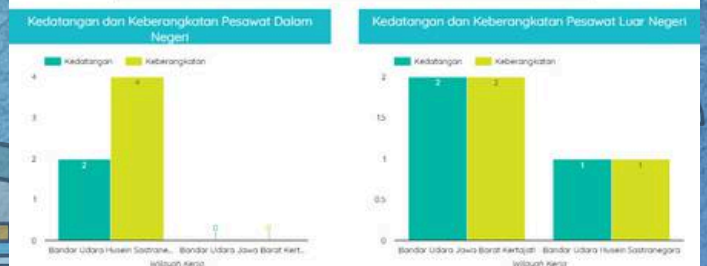 Kedatangan dan Keberangkatan Pesawat Dalam
Negeri
Kedatangan Keberangkatan
4
4
3
2
2
1
0 0
0
Bandar Udara Husein Sastrane... Bandar Udara Jawa Barat Kert...
Wilayah Kerja
Kedatangan dan Keberangkatan Pesawat Luar Negeri
Kedatangan Keberangkatan
2
2 2
1.5
1
1 1
0.5
0
Bandar Udara Jawa Barat Kertajati Bandar Udara Husein Sastranegara
Wilayah Kerja